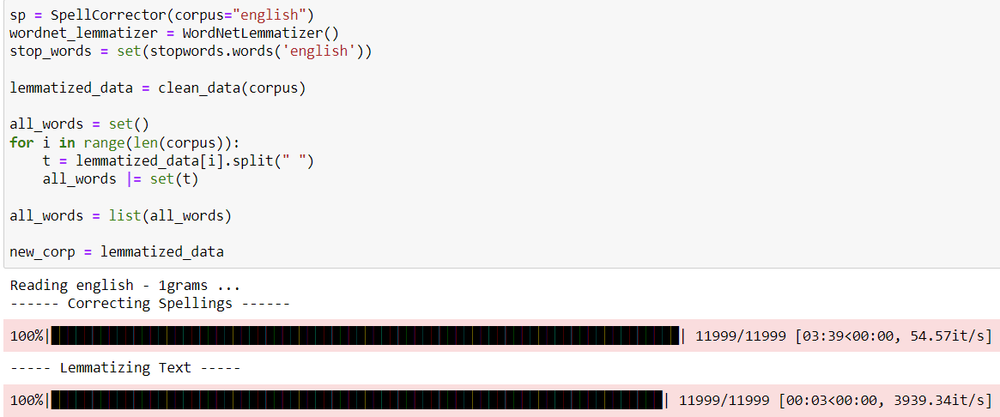 sp = SpellCorrector(corpus="english")
wordnet_lemmatizer = WordNetLemmatizer()
stop_words = set(stopwords.words('english'))

lemmatized_data = clean_data(corpus)

all_words = set()
for i in range(len(corpus)):
    t = lemmatized_data[i].split(" ")
    all_words |= set(t)

all_words = list(all_words)

new_corp = lemmatized_data
Reading english - 1grams ...
------ Correcting Spellings ------
100%| | 11999/11999 [03:39<00:00, 54.57it/s]
----- Lemmatizing Text -----
100%| | 11999/11999 [00:03<00:00, 3939.34it/s]